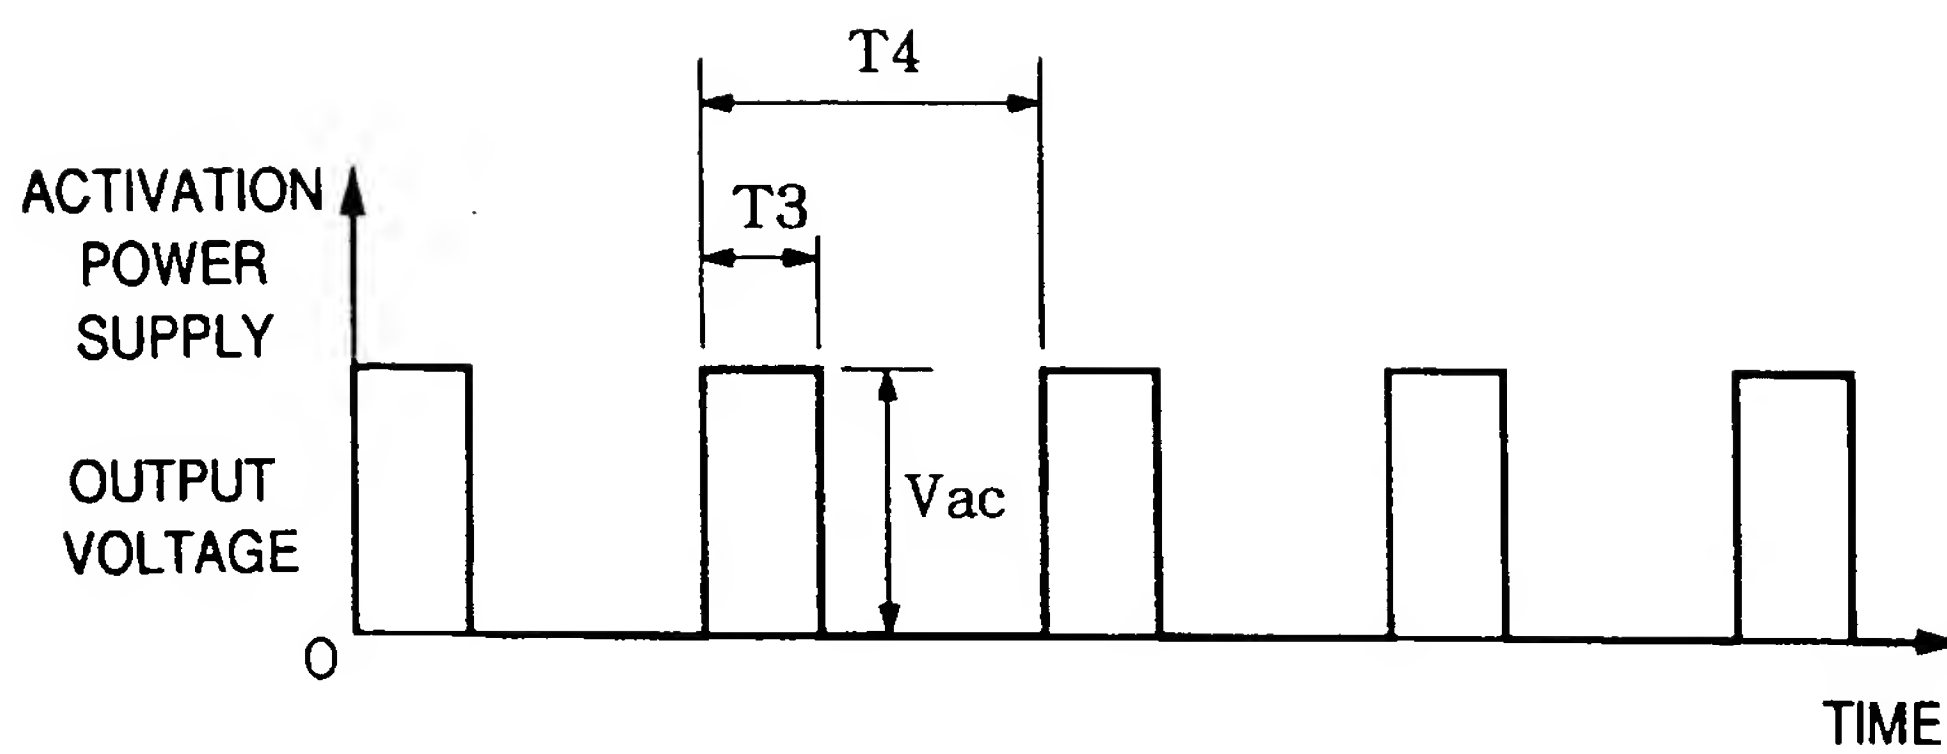 T4
ACTIVATION
POWER
SUPPLY
T3
OUTPUT
VOLTAGE
Vac
0
TIME